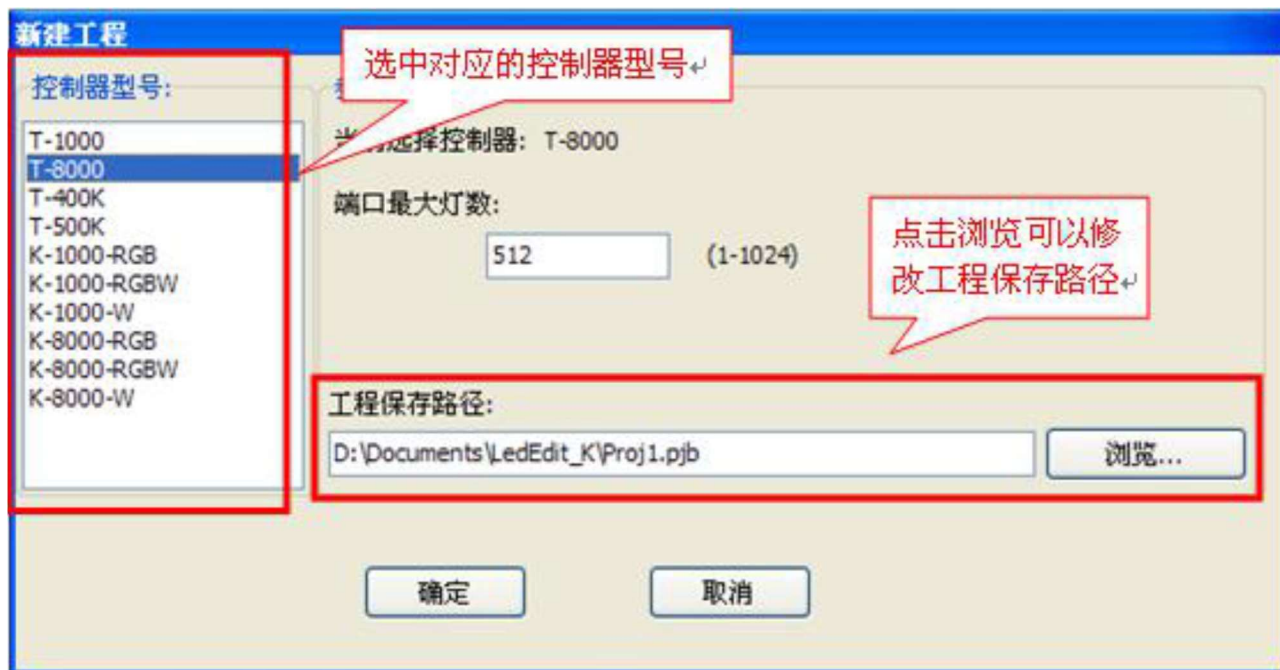 新建工程
选中对应的控制器型号
控制器型号:
T-1000
T-8000
T-400K
T-500K
K-1000-RGB
K-1000-RGBW
K-1000-W
K-8000-RGB
K-8000-RGBW
K-8000-W
选择控制器: T-8000
端口最大灯数:
512 (1-1024)
点击浏览可以修
改工程保存路径
工程保存路径:
D:\Documents\LedEdit_K\Proj1.pjb
浏览...
确定
取消